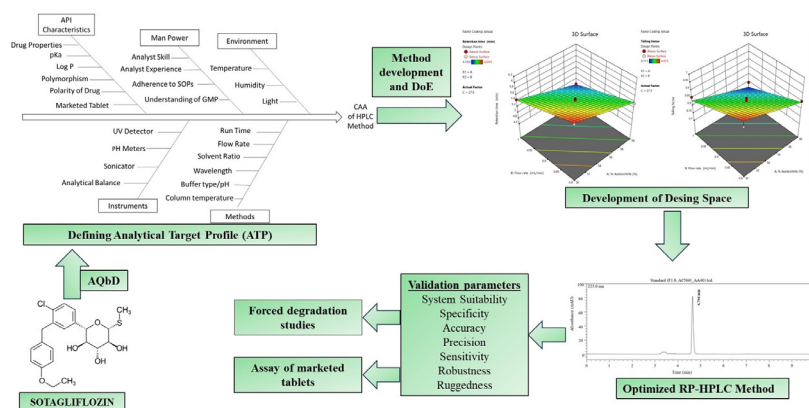 API
Characteristics
Drug Properties
pKa
Log P
Polymorphism
Polarity of Drug
Marketed Tablet
Man Power
Analyst Skill
Analyst Experience
Adherence to SOPs
Understanding of GMP
Environment
Temperature
Humidity
Light
CAA
of HPLC
Method
UV Detector
PH Meters
Sonicator
Analytical Balance
Instruments
Run Time
Flow Rate
Solvent Ratio
Wavelength
Buffer type/pH
Column temperature
Methods
Defining Analytical Target Profile (ATP)
AQbD
Cl
O
S
CH3
HO
OH
OH
O
CH3
SOTAGLIFLOZIN
Method
development
and DoE
3D Surface
3D Surface
Development of Desing Space
Optimized RP-HPLC Method
Time (min)
Validation parameters
System Suitability
Specificity
Accuracy
Precision
Sensitivity
Robustness
Ruggedness
Forced degradation
studies
Assay of marketed
tablets